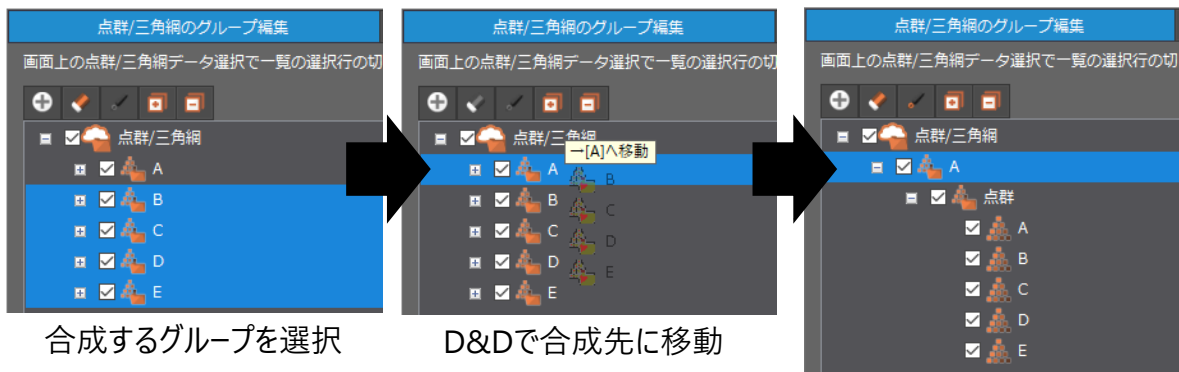 点群/三角網のグループ編集
画面上の点群/三角網データ選択で一覧の選択行の切
点群/三角網
A
B
C
D
E
合成するグループを選択
点群/三角網のグループ編集
画面上の点群/三角網データ選択で一覧の選択行の切
点群/三角網
→[A]へ移動
A
B
B
C
C
D
D
E
E
D&Dで合成先に移動
点群/三角網のグループ編集
画面上の点群/三角網データ選択で一覧の選択行の切
点群/三角網
A
点群
A
B
C
D
E